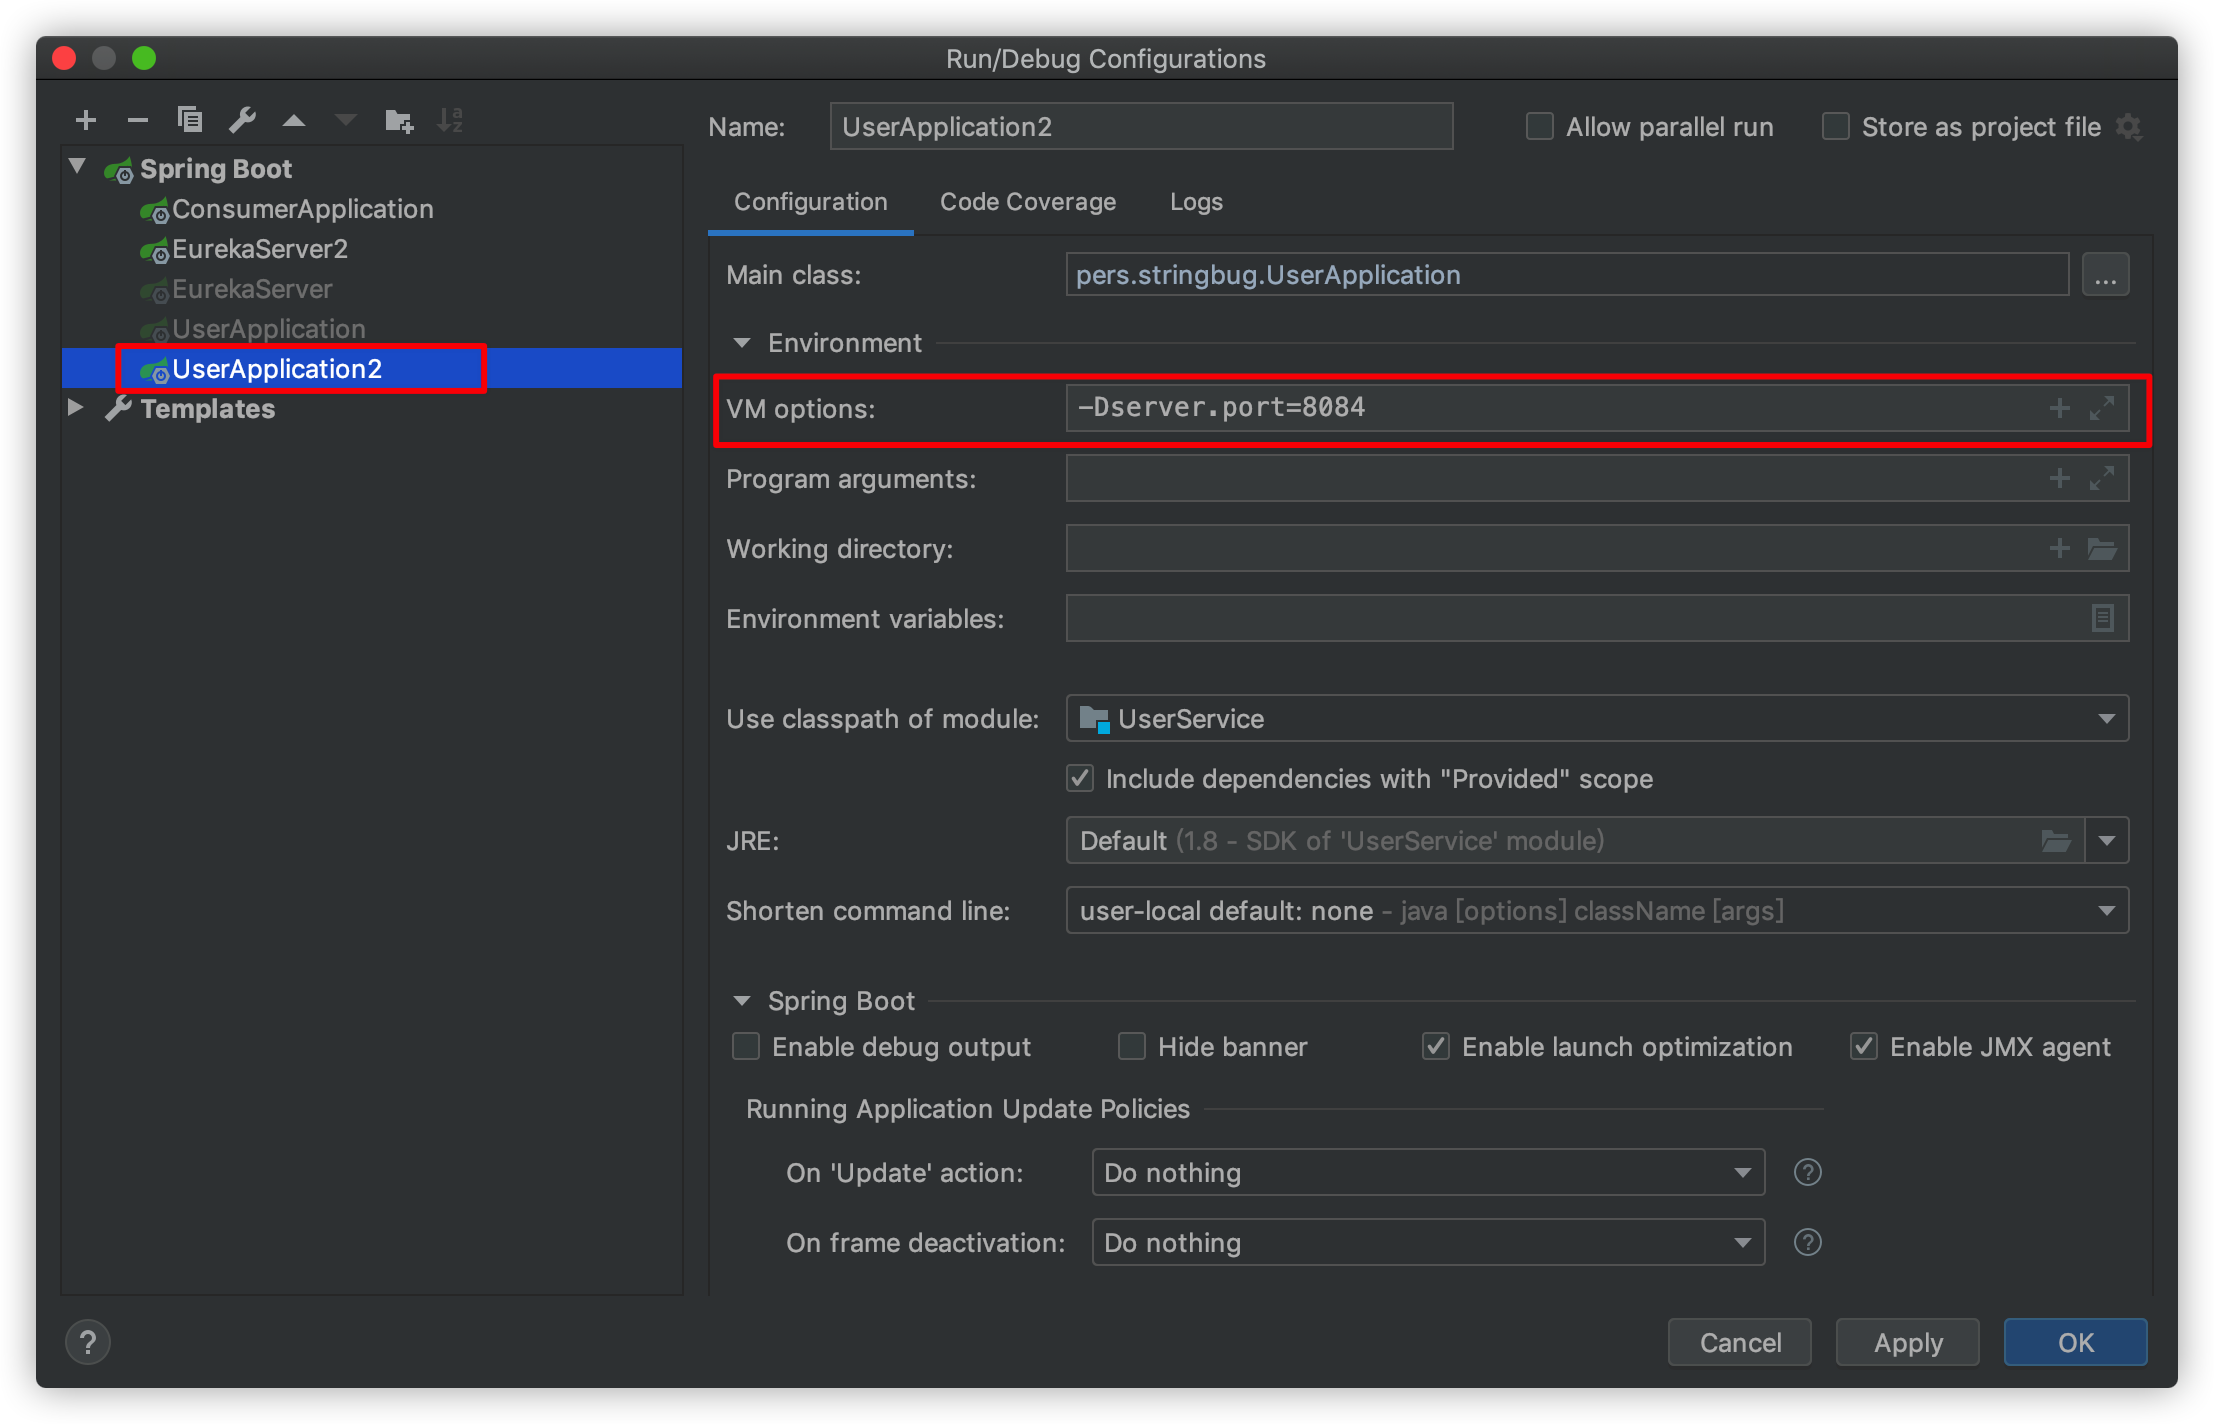 Run/Debug Configurations
Spring Boot
ConsumerApplication
EurekaServer2
EurekaServer
UserApplication
UserApplication2
Templates
Name: UserApplication2 Allow parallel run Store as project file
Configuration Code Coverage Logs
Main class: pers.stringbug.UserApplication ...
Environment
VM options: -Dserver.port=8084
Program arguments:
Working directory:
Environment variables:
Use classpath of module: UserService
Include dependencies with "Provided" scope
JRE: Default (1.8 - SDK of 'UserService' module)
Shorten command line: user-local default: none - java [options] className [args]
Spring Boot
Enable debug output Hide banner Enable launch optimization Enable JMX agent
Running Application Update Policies
On 'Update' action: Do nothing ?
On frame deactivation: Do nothing ?
? Cancel Apply OK